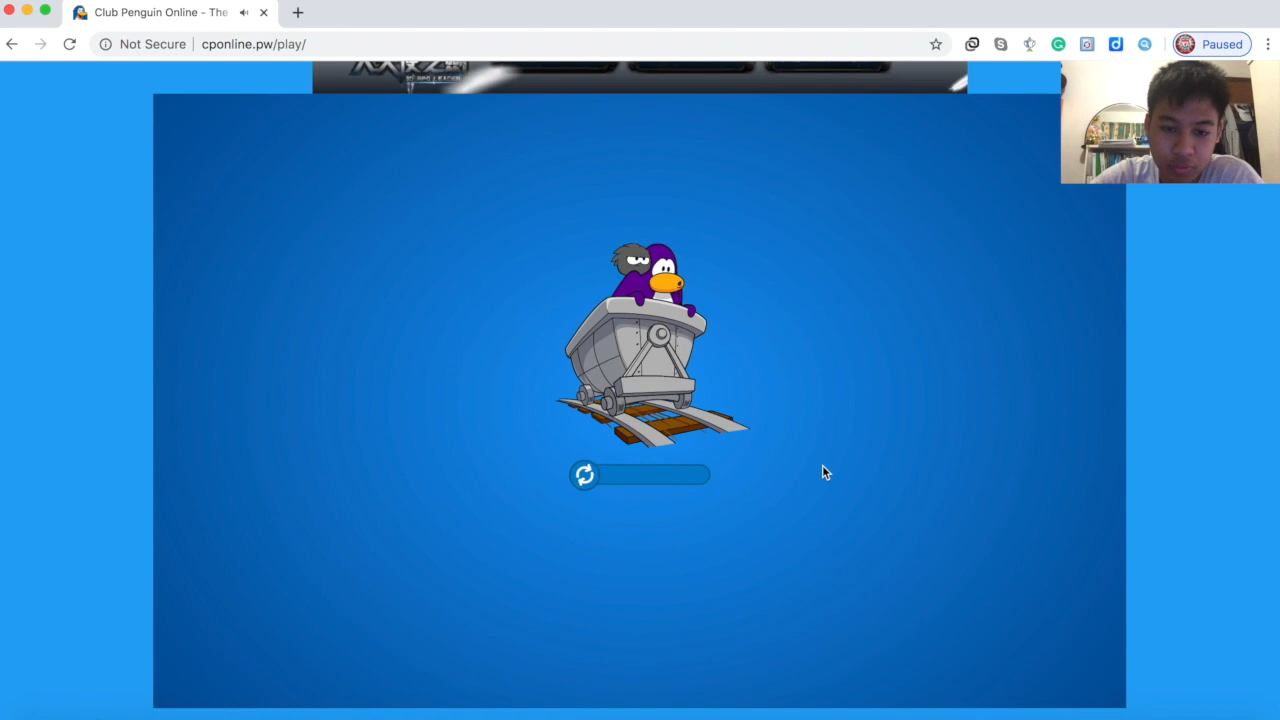 Club Penguin Online - The
Not Secure
cponline.pw/play/
Paused